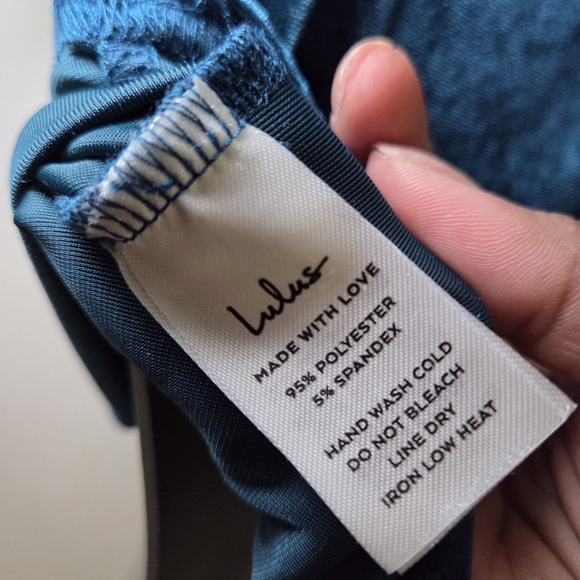 Lulus
MADE WITH LOVE
95% POLYESTER
5% SPANDEX
HAND WASH COLD
DO NOT BLEACH
LINE DRY
IRON LOW HEAT